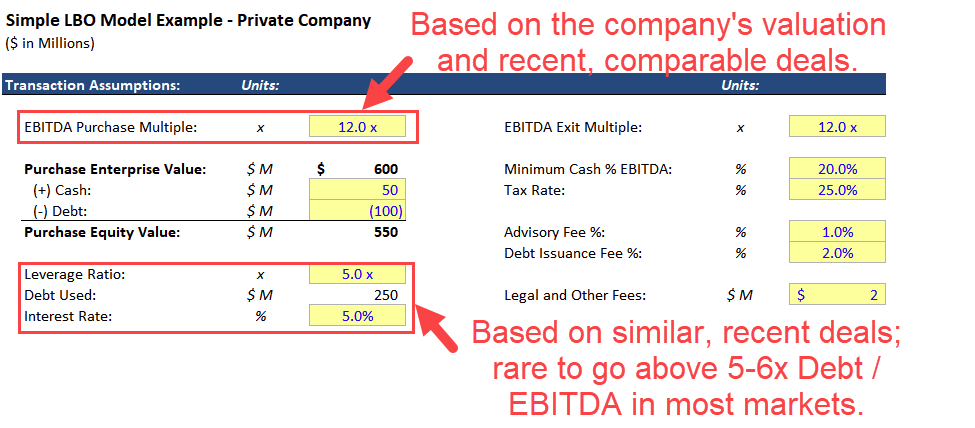 Simple LBO Model Example - Private Company
($ in Millions)
Based on the company's valuation
and recent, comparable deals.
Transaction Assumptions: Units: Units:
EBITDA Purchase Multiple: x 12.0 x EBITDA Exit Multiple: x 12.0 x
Purchase Enterprise Value: $ M $ 600 Minimum Cash % EBITDA: % 20.0%
(+) Cash: $ M 50 Tax Rate: % 25.0%
(-) Debt: $ M (100)
Purchase Equity Value: $ M 550 Advisory Fee %: % 1.0%
Debt Issuance Fee %: % 2.0%
Leverage Ratio: x 5.0 x
Debt Used: $ M 250 Legal and Other Fees: $ M $ 2
Interest Rate: % 5.0%
Based on similar, recent deals;
rare to go above 5-6x Debt /
EBITDA in most markets.